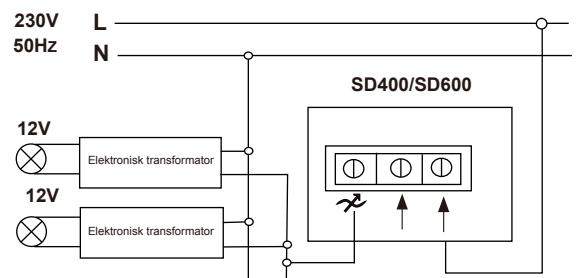 230V L
50Hz N
SD400/SD600
12V
Elektronisk transformator
12V
Elektronisk transformator